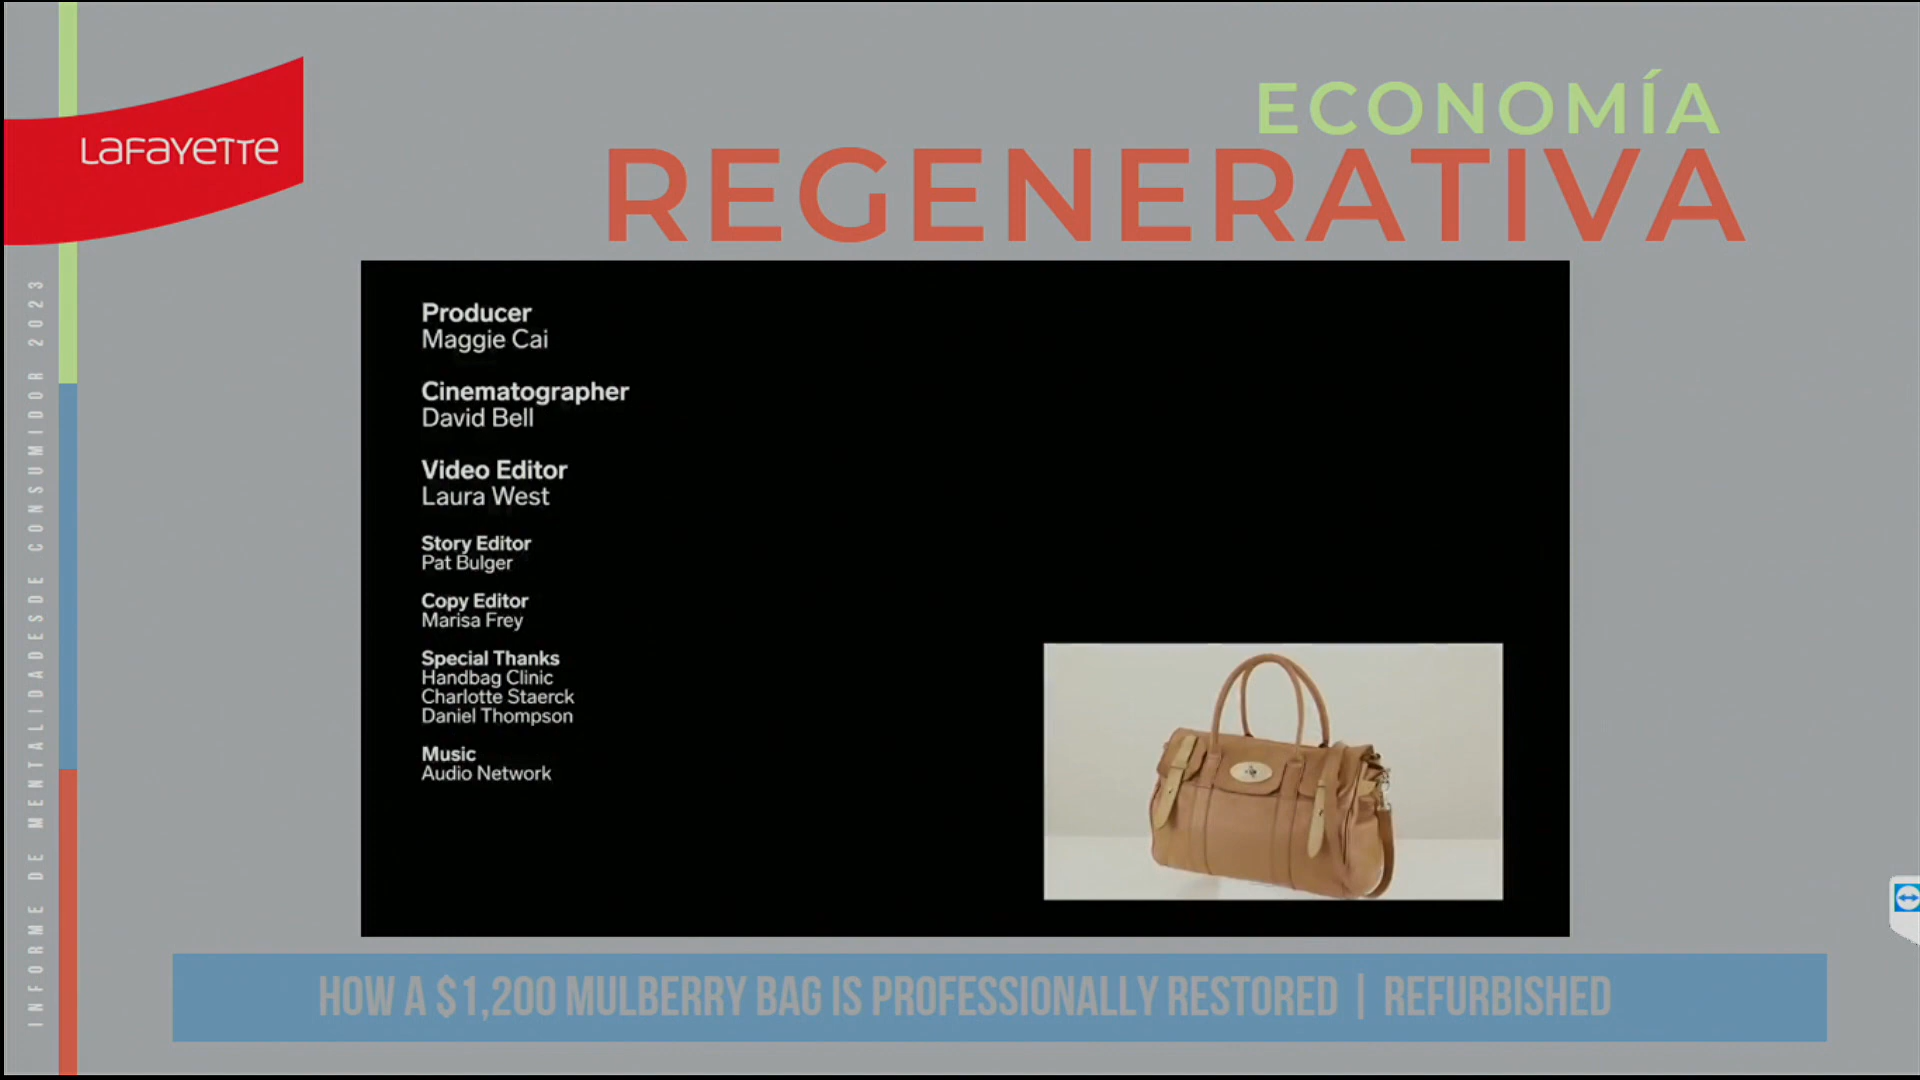 LAFAYETTE
ECONOMÍA
REGENERATIVA
INFORME DE MENTALIDADESDE CONSUMIDOR 2023
Producer
Maggie Cai
Cinematographer
David Bell
Video Editor
Laura West
Story Editor
Pat Bulger
Copy Editor
Marisa Frey
Special Thanks
Handbag Clinic
Charlotte Staerck
Daniel Thompson
Music
Audio Network
HOW A $1,200 MULBERRY BAG IS PROFESSIONALLY RESTORED | REFURBISHED